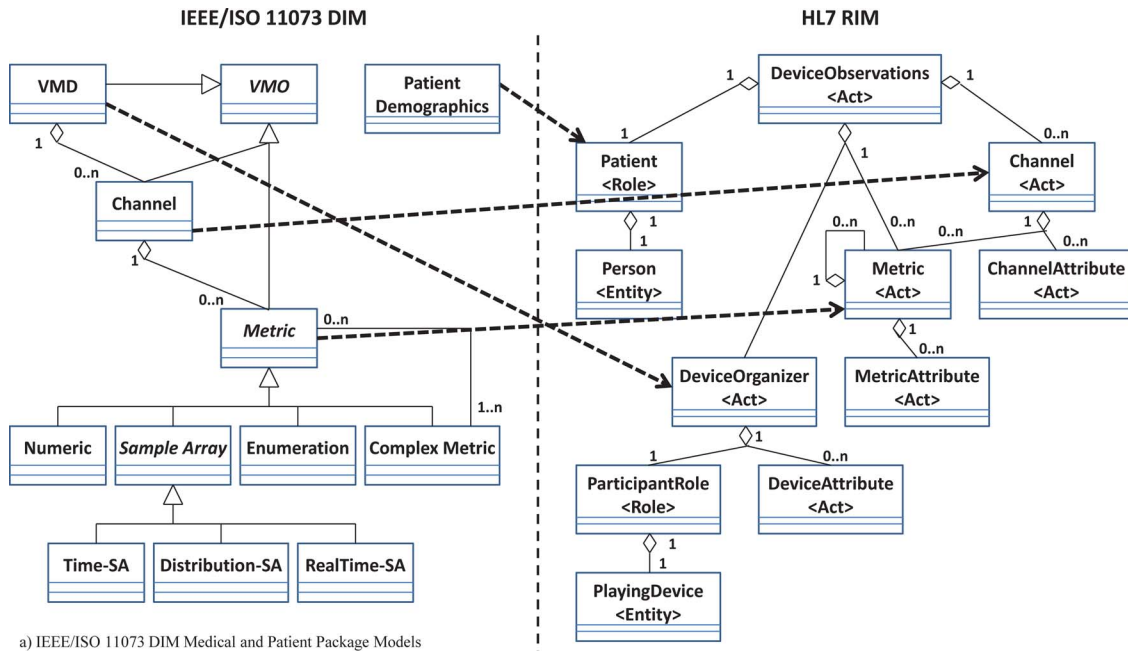 IEEE/ISO 11073 DIM
HL7 RIM
VMD
VMO
Patient
Demographics
1
0..n
Channel
1
0..n
Metric
0..n
1..n
Numeric
Sample Array
Enumeration
Complex Metric
Time-SA
Distribution-SA
RealTime-SA
a) IEEE/ISO 11073 DIM Medical and Patient Package Models
DeviceObservations
<Act>
1
1
1
0..n
1
Patient
<Role>
1
1
Person
<Entity>
Channel
<Act>
1
0..n
0..n
0..n
0..n
1
Metric
<Act>
ChannelAttribute
<Act>
1
0..n
MetricAttribute
<Act>
DeviceOrganizer
<Act>
1
1
0..n
ParticipantRole
<Role>
DeviceAttribute
<Act>
1
1
PlayingDevice
<Entity>